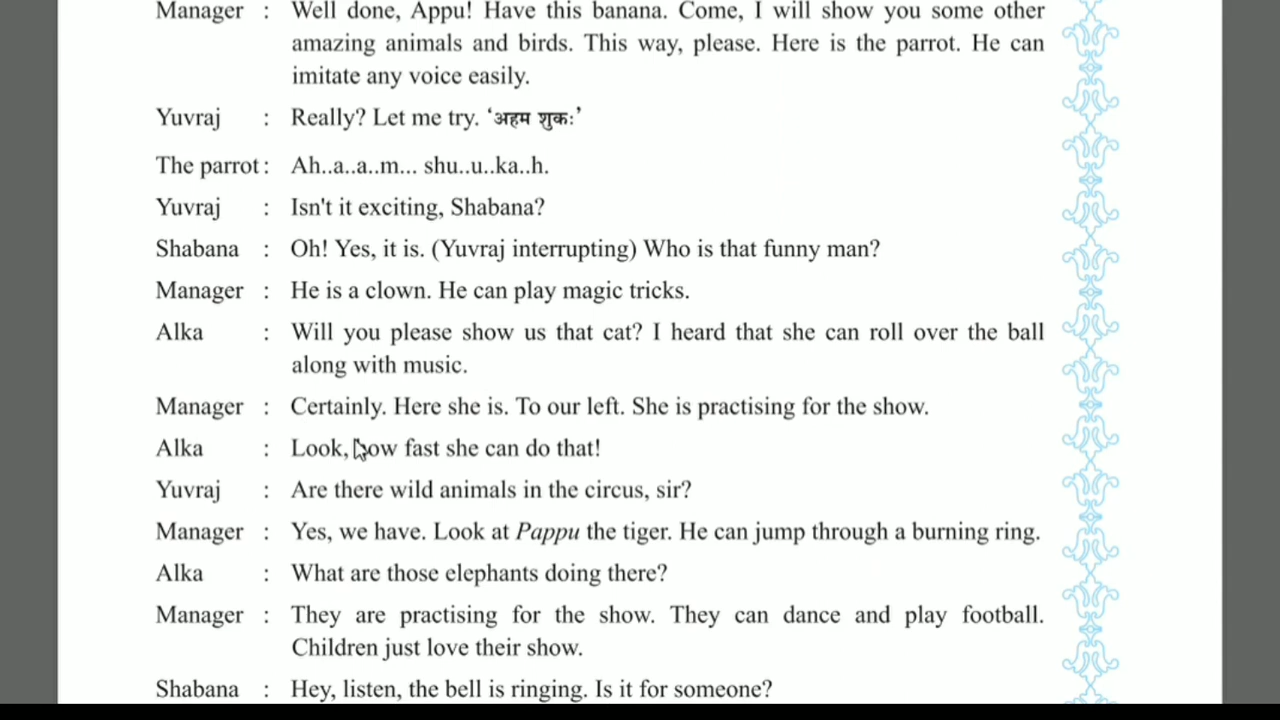 Manager : Well done, Appu! Have this banana. Come, I will show you some other
amazing animals and birds. This way, please. Here is the parrot. He can
imitate any voice easily.
Yuvraj : Really? Let me try. ‘अहम शुकः’
The parrot : Ah..a..a..m... shu..u..ka..h.
Yuvraj : Isn't it exciting, Shabana?
Shabana : Oh! Yes, it is. (Yuvraj interrupting) Who is that funny man?
Manager : He is a clown. He can play magic tricks.
Alka : Will you please show us that cat? I heard that she can roll over the ball
along with music.
Manager : Certainly. Here she is. To our left. She is practising for the show.
Alka : Look, how fast she can do that!
Yuvraj : Are there wild animals in the circus, sir?
Manager : Yes, we have. Look at Pappu the tiger. He can jump through a burning ring.
Alka : What are those elephants doing there?
Manager : They are practising for the show. They can dance and play football.
Children just love their show.
Shabana : Hey, listen, the bell is ringing. Is it for someone?